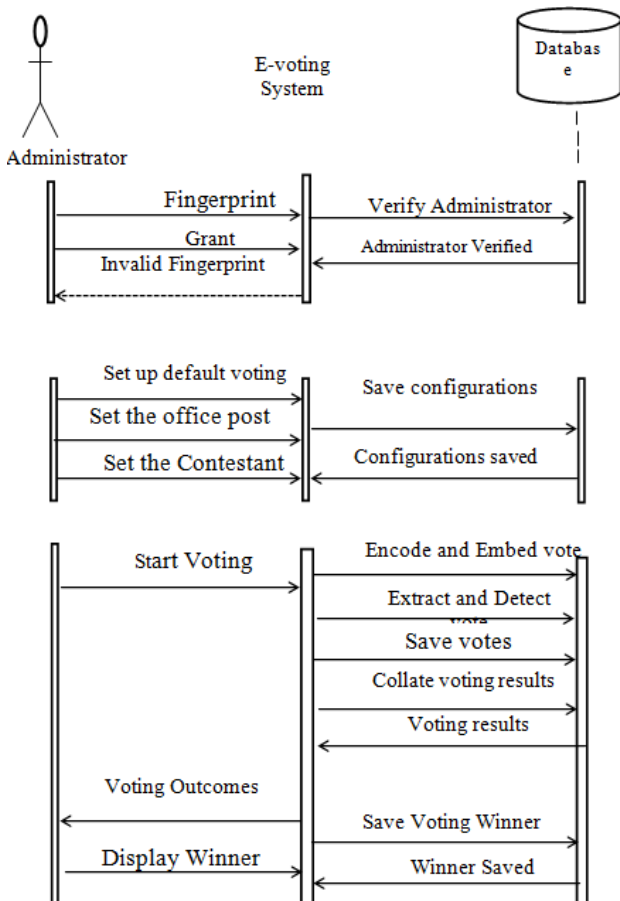 E-voting
System
Databas
e
Administrator
Fingerprint
Verify Administrator
Grant
Administrator Verified
Invalid Fingerprint
Set up default voting
Save configurations
Set the office post
Set the Contestant
Configurations saved
Start Voting
Encode and Embed vote
Extract and Detect
Save votes
Collate voting results
Voting results
Voting Outcomes
Save Voting Winner
Display Winner
Winner Saved